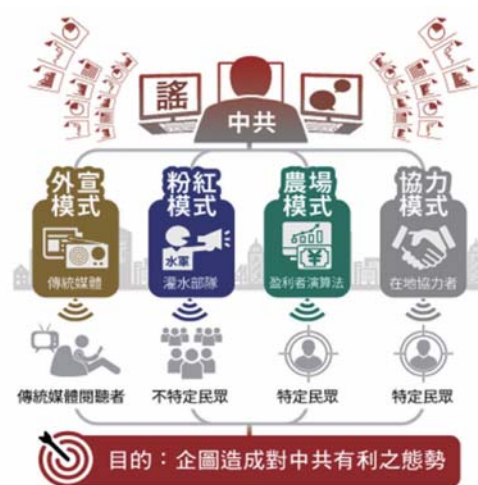 謠
中共
外宣
模式
傳統媒體
粉紅
模式
水軍
灌水部隊
農場
模式
¥
盈利者演算法
協力
模式
在地協力者
傳統媒體閱聽者
不特定民眾
特定民眾
特定民眾
目的：企圖造成對中共有利之態勢